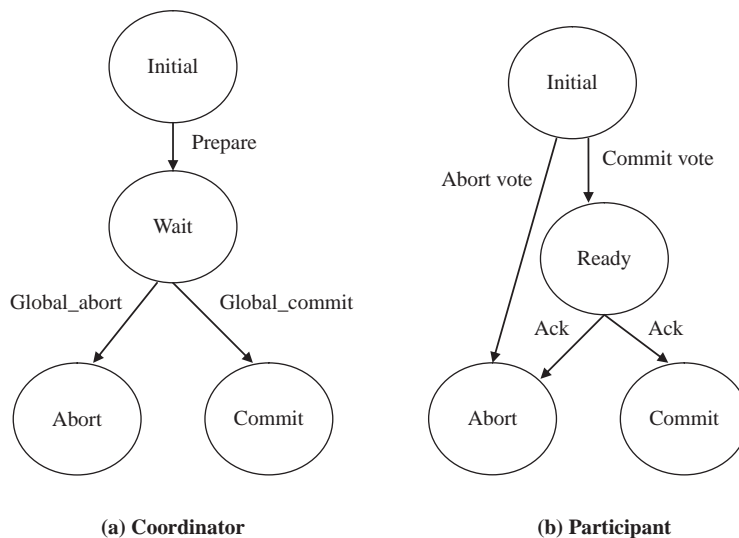 Initial
Prepare
Wait
Global_abort
Global_commit
Abort
Commit
(a) Coordinator
Initial
Abort vote
Commit vote
Ready
Ack
Ack
Abort
Commit
(b) Participant